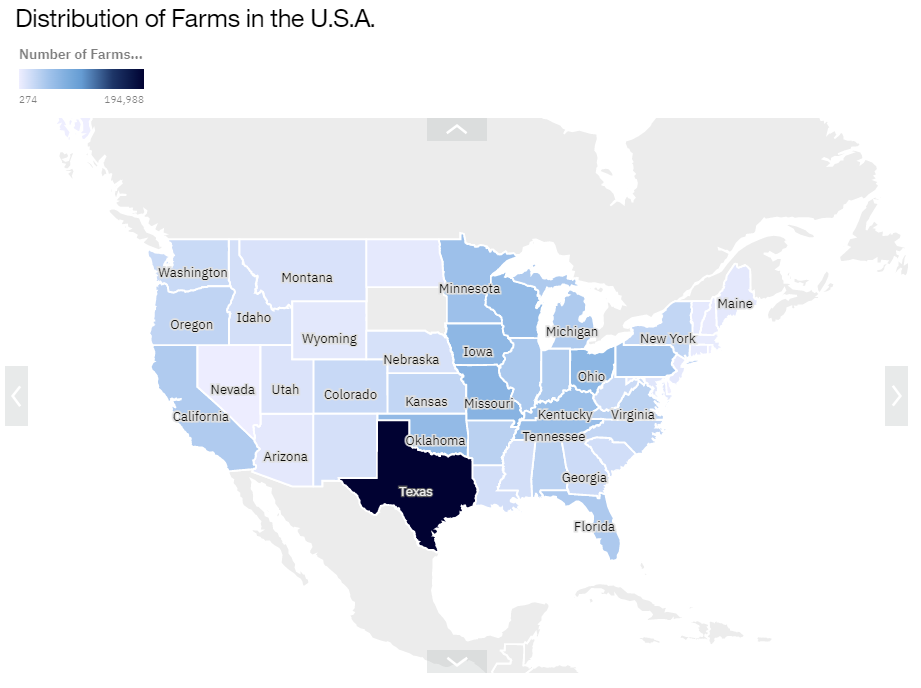 Distribution of Farms in the U.S.A.
Number of Farms...
274 194,988
Washington
Montana
Minnesota
Maine
Oregon
Idaho
Wyoming
Michigan
New York
Iowa
Nebraska
Ohio
Nevada
Utah
Colorado
Kansas
Missouri
California
Kentucky
Virginia
Oklahoma
Tennessee
Arizona
Georgia
Texas
Florida